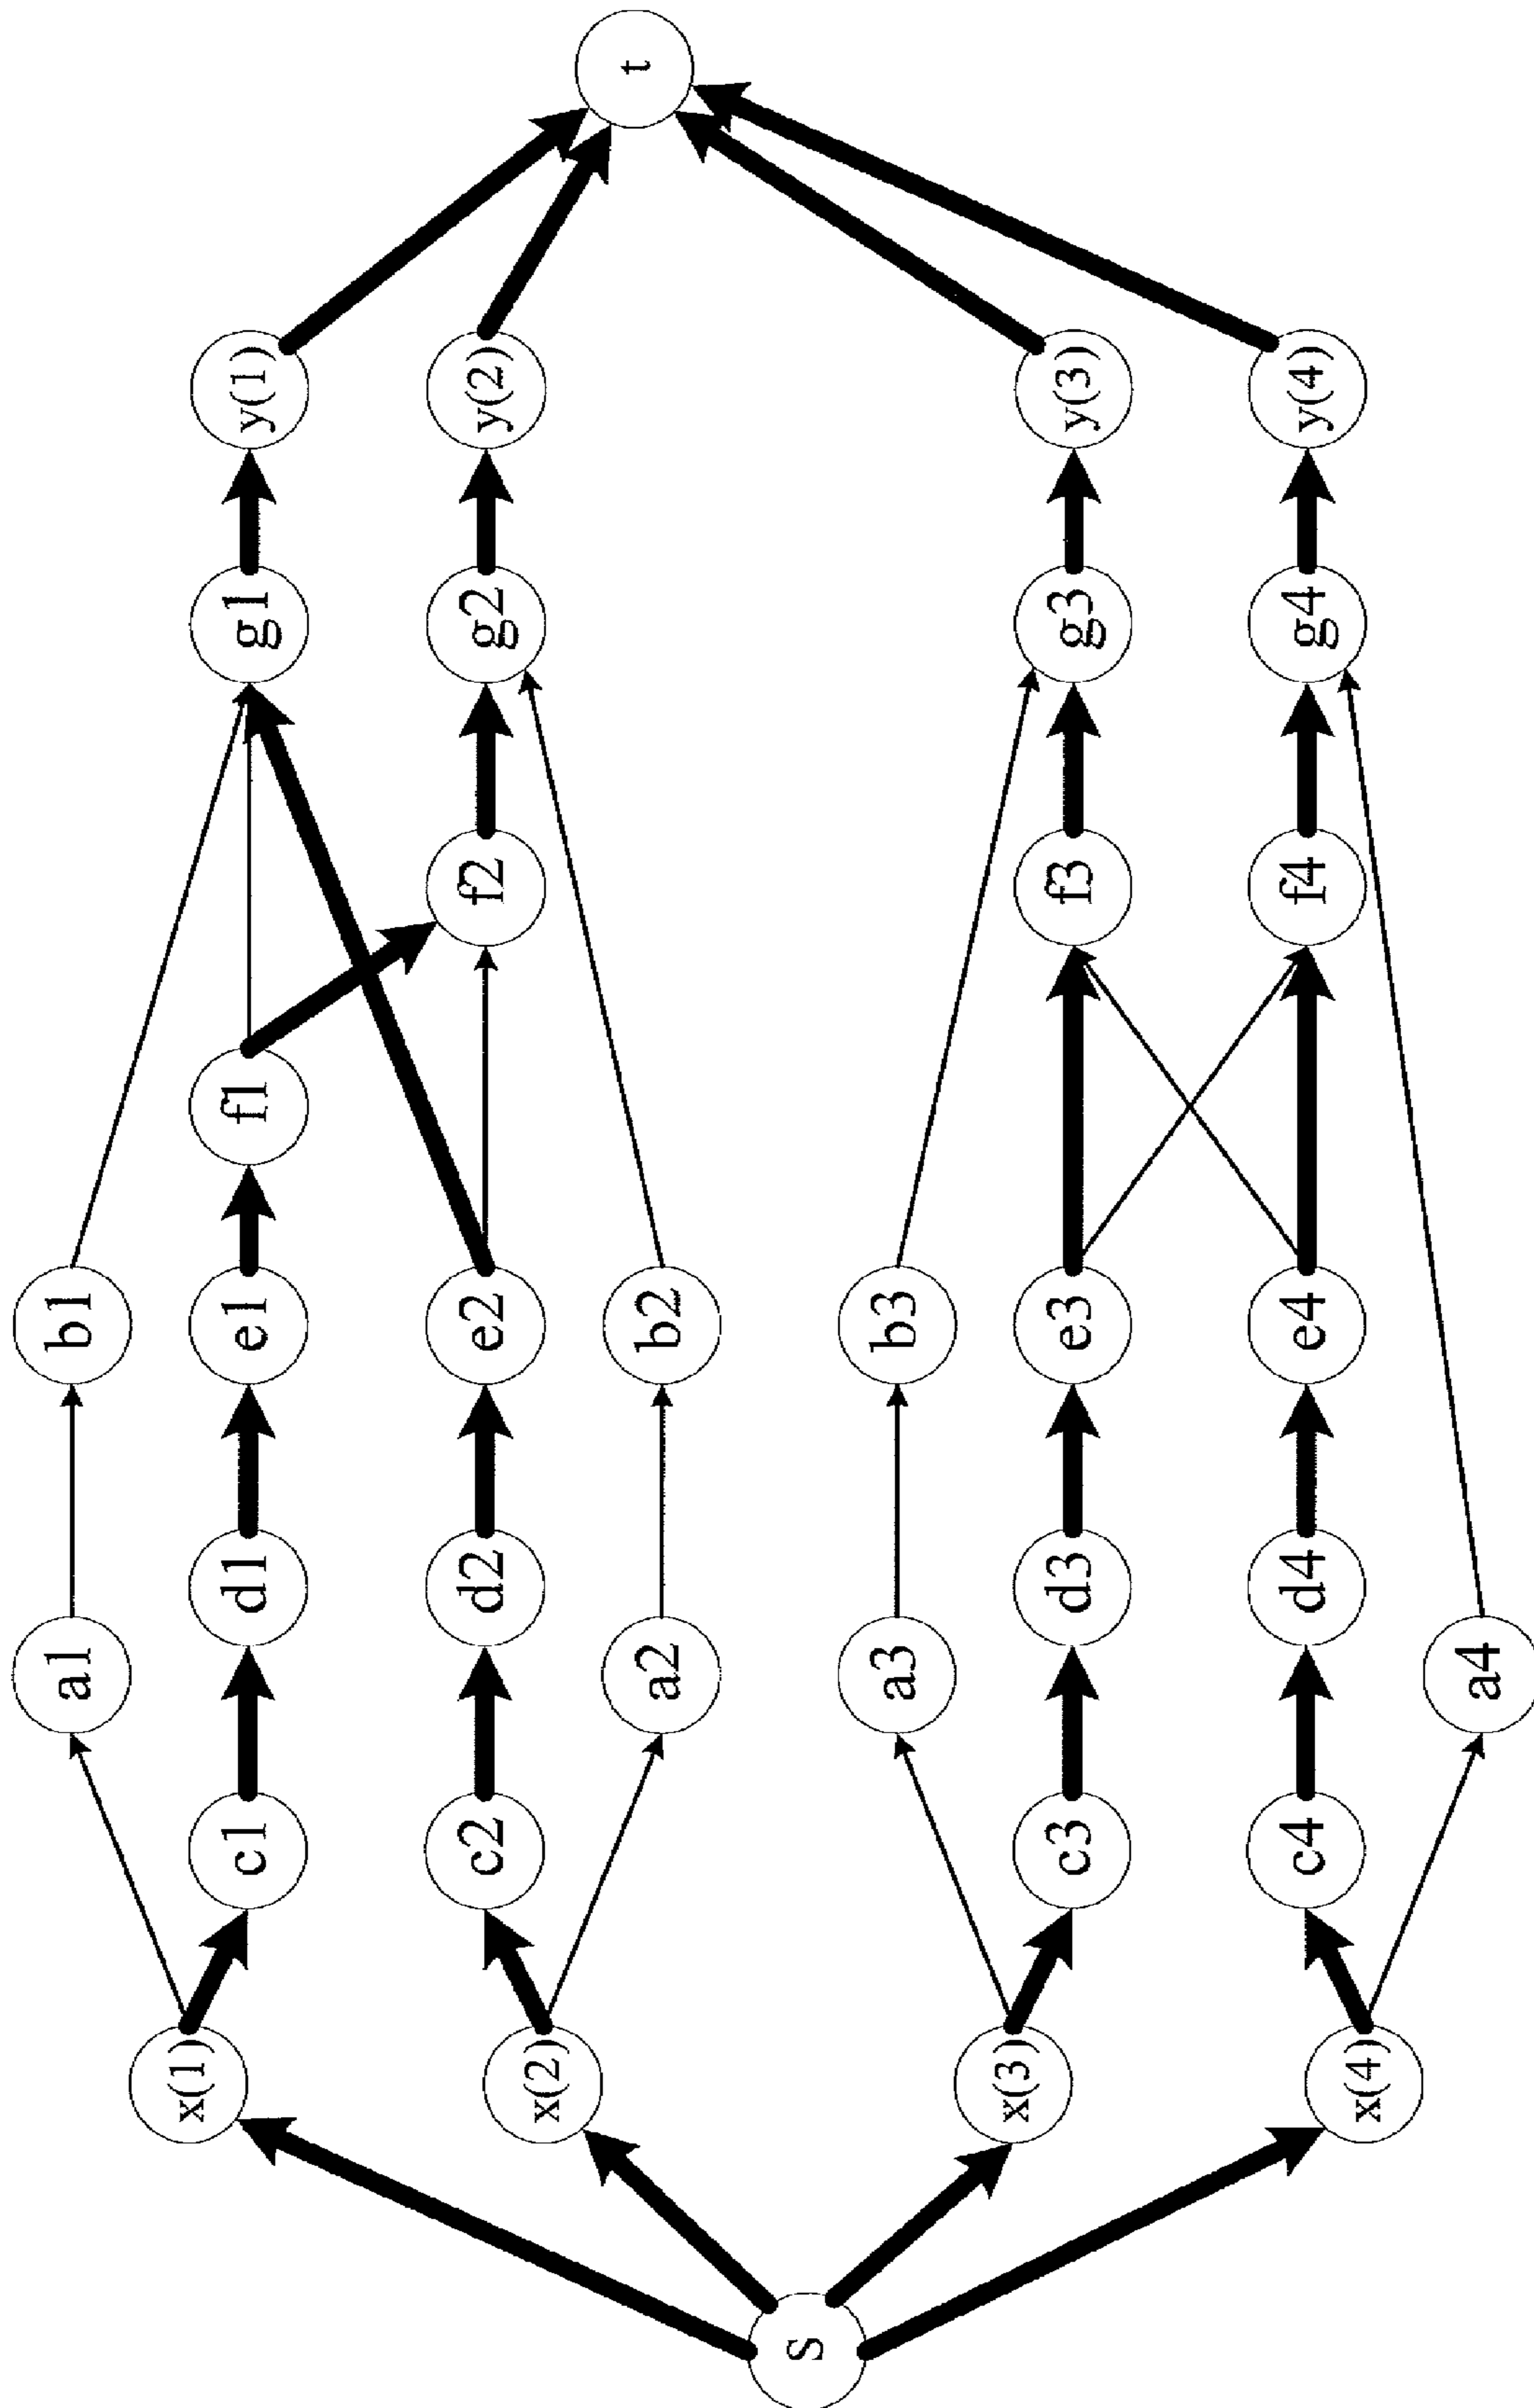 S
x(1)
x(2)
x(3)
x(4)
c1
c2
c3
c4
a1
a2
a3
a4
d1
d2
d3
d4
b1
e1
e2
b2
b3
e3
e4
f1
f2
f3
f4
g1
g2
g3
g4
y(1)
y(2)
y(3)
y(4)
t